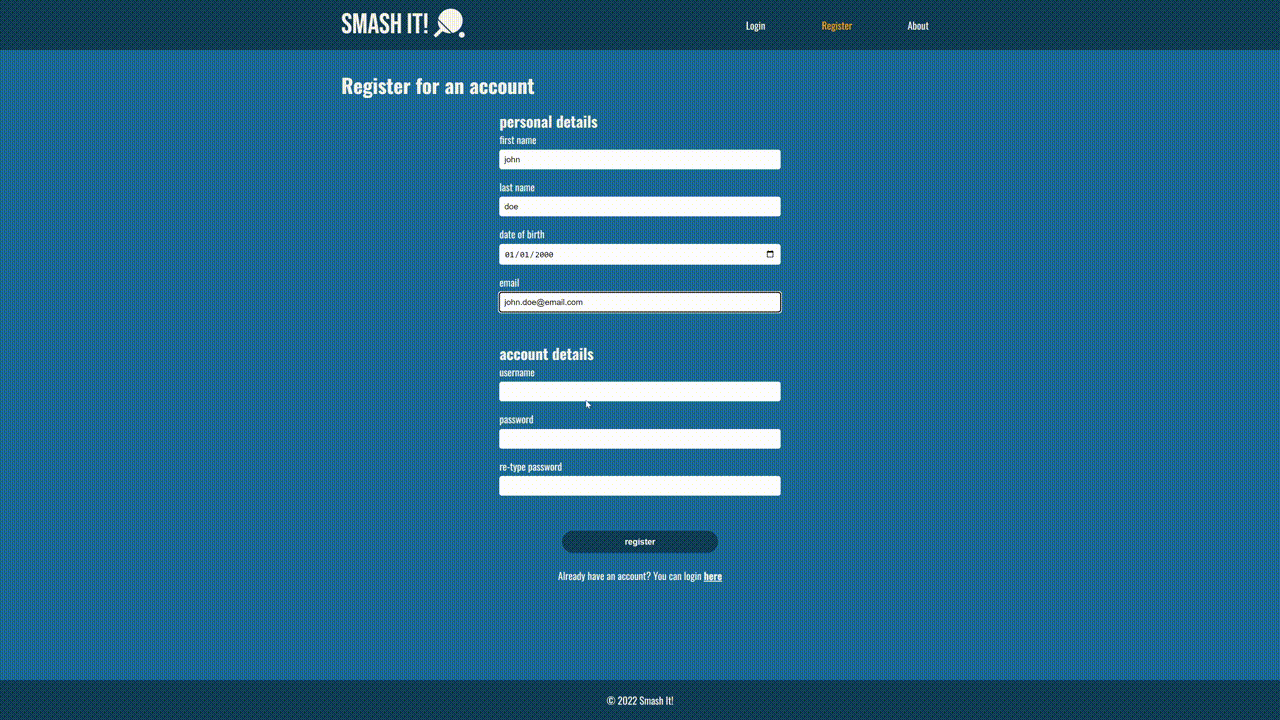 SMASH IT!
Login Register About
Register for an account
personal details
first name
john
last name
doe
date of birth
01/01/2000
email
john.doe@email.com
account details
username
password
re-type password
register
Already have an account? You can login here
© 2022 Smash It!